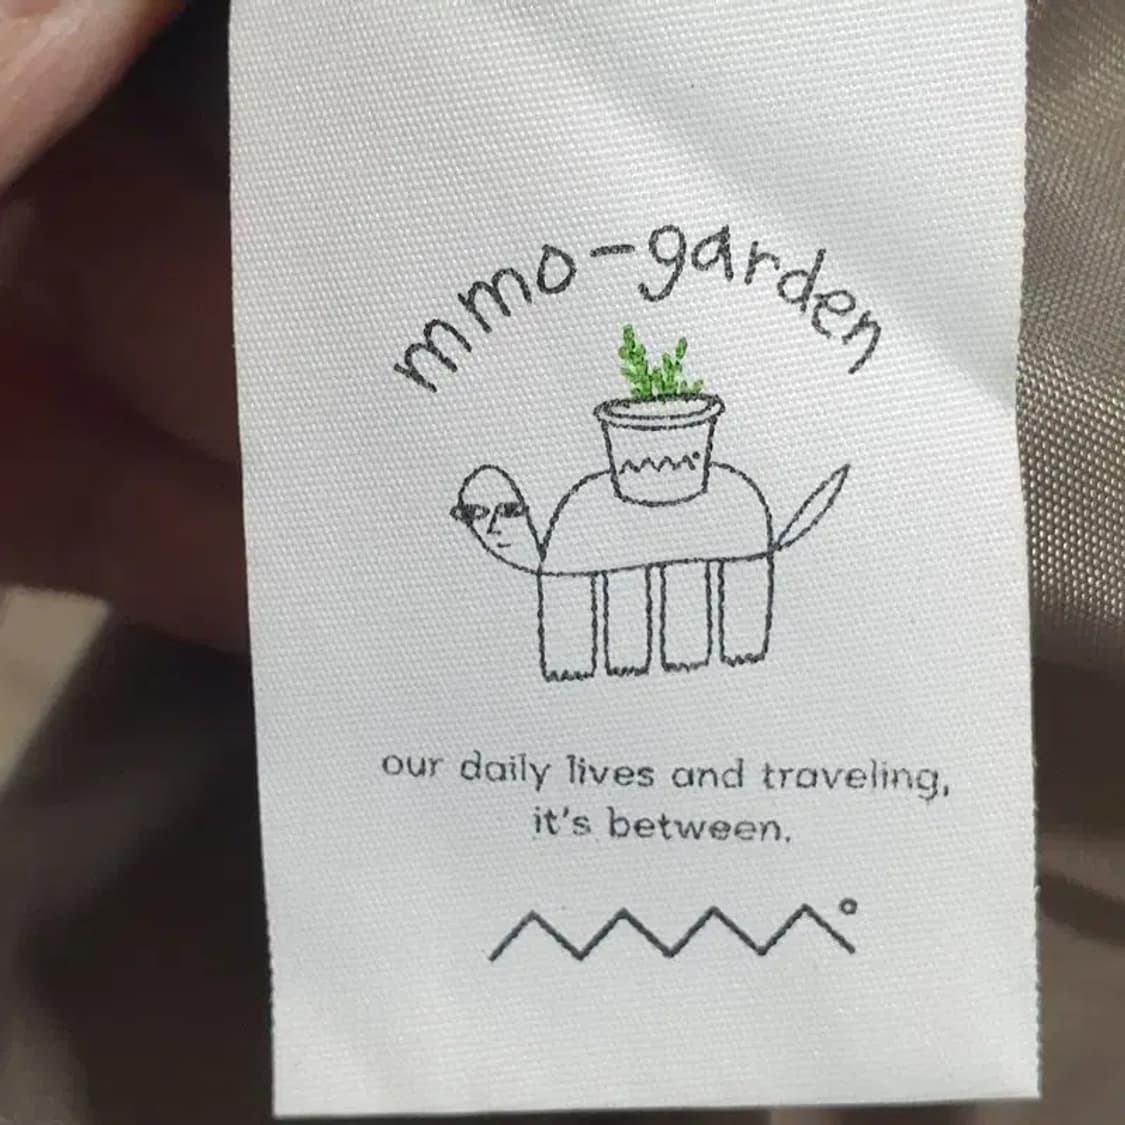 mmo-garden
our daily lives and traveling,
it's between.